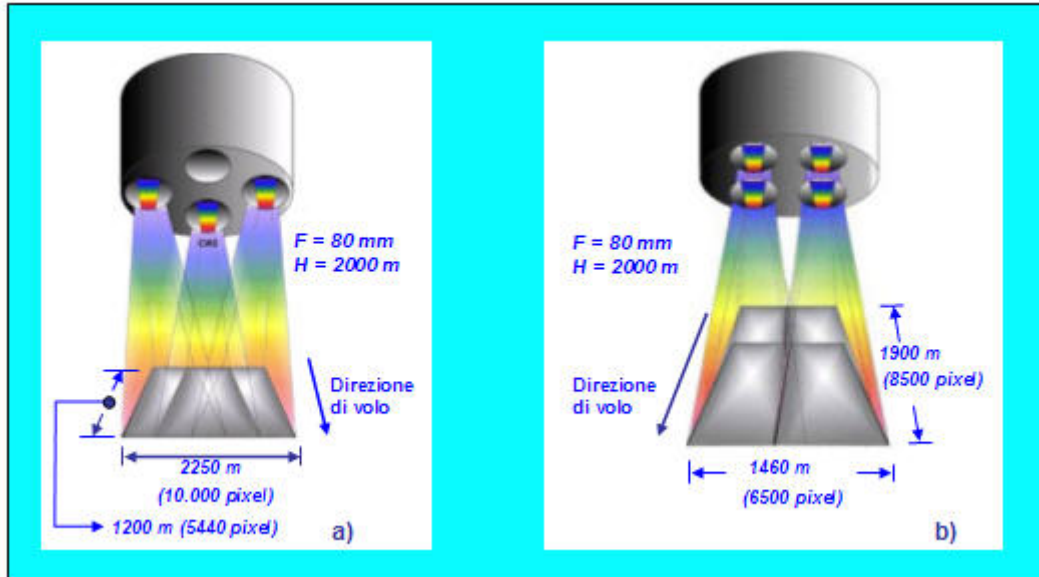 F = 80 mm
H = 2000 m
Direzione
di volo
2250 m
(10.000 pixel)
1200 m (5440 pixel)
a)
F = 80 mm
H = 2000 m
Direzione
di volo
1900 m
(8500 pixel)
1460 m
(6500 pixel)
b)